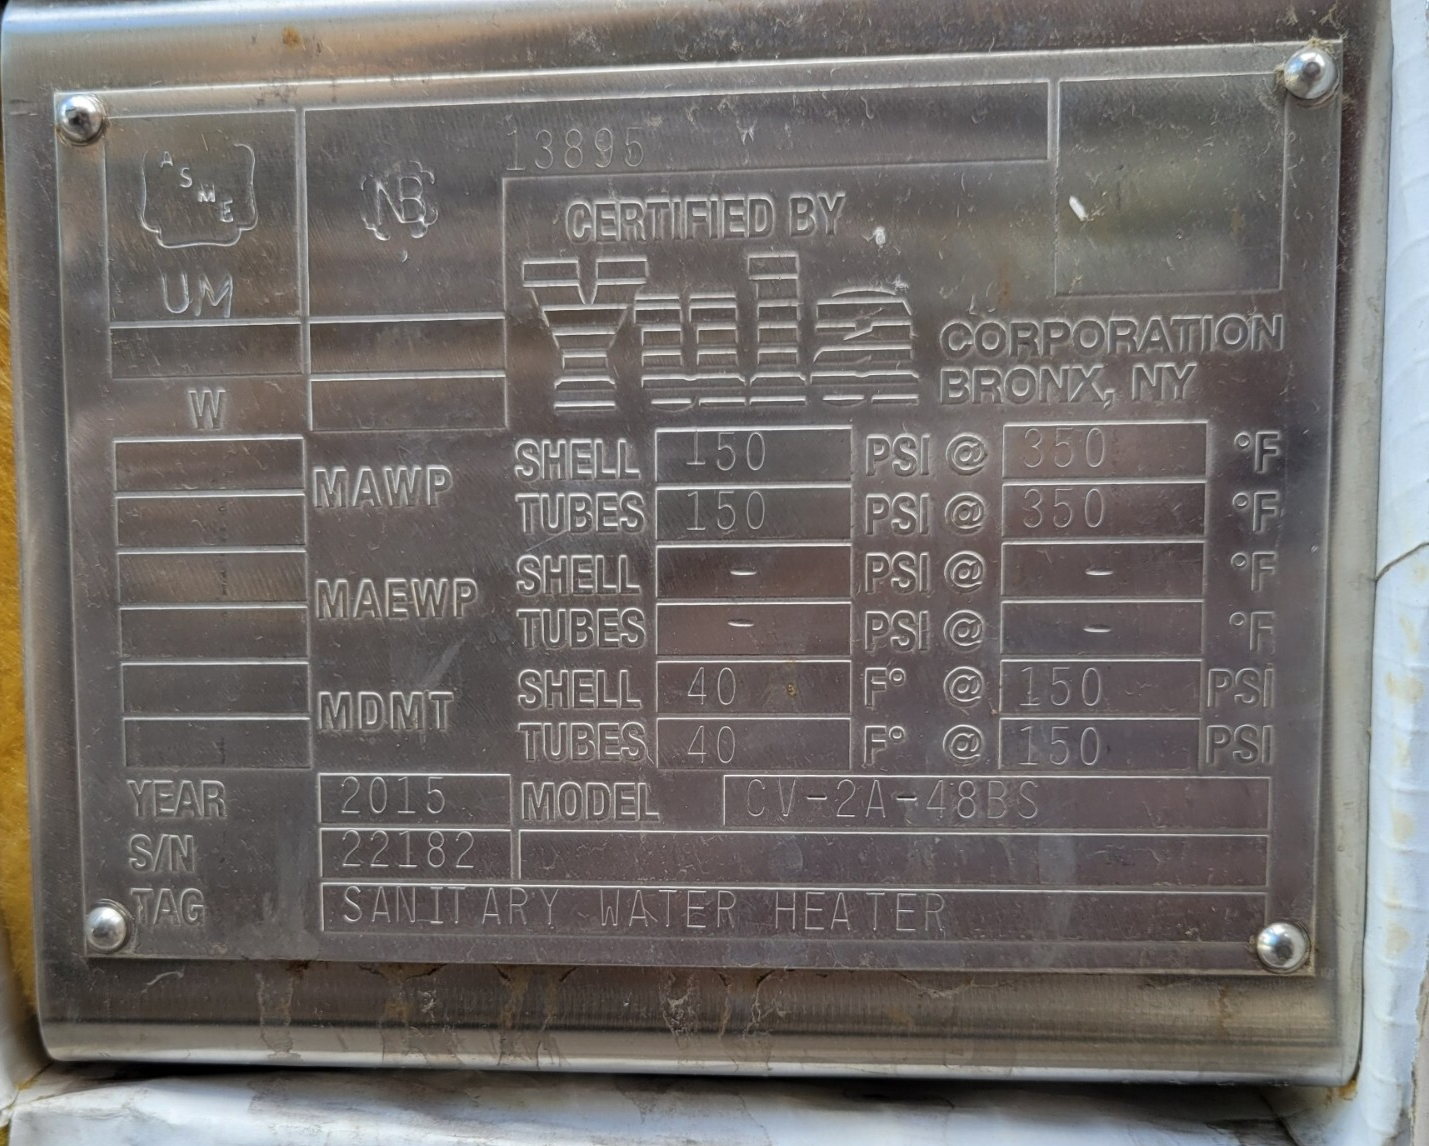 ASME
NB
13895
CERTIFIED BY
UM
Yula
CORPORATION
BRONX, NY
W
MAWP
SHELL 150 PSI @ 350 °F
TUBES 150 PSI @ 350 °F
MAEWP
SHELL - PSI @ - °F
TUBES - PSI @ - °F
MDMT
SHELL 40 F° @ 150 PSI
TUBES 40 F° @ 150 PSI
YEAR 2015 MODEL CV-2A-48BS
S/N 22182
TAG SANITARY WATER HEATER